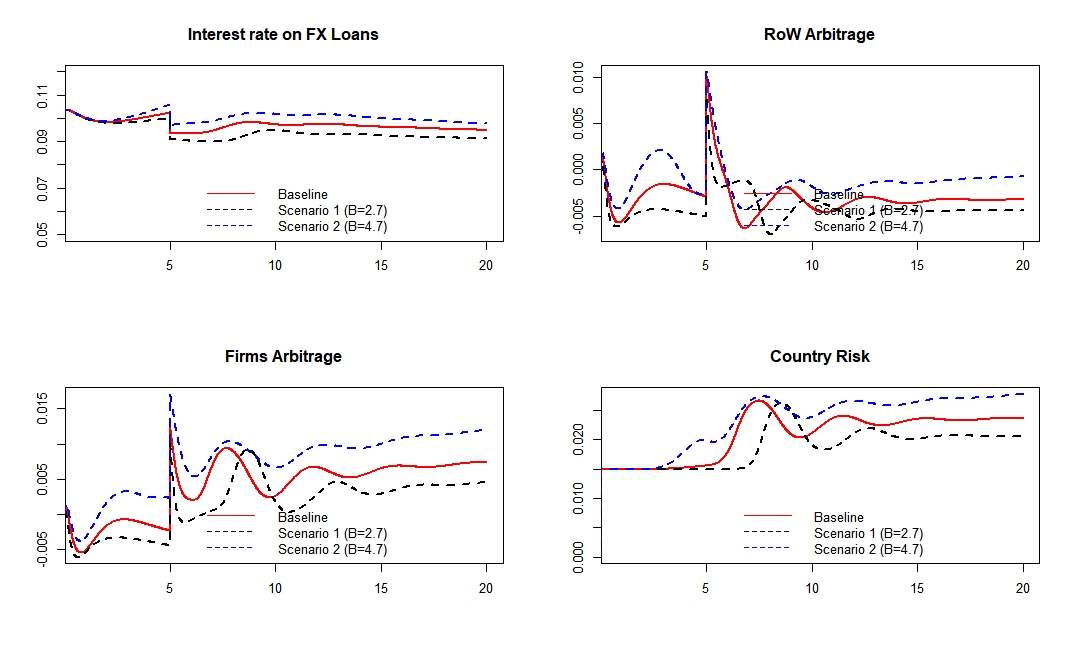 Interest rate on FX Loans
0.11
0.09
0.07
0.05
Baseline
Scenario 1 (B=2.7)
Scenario 2 (B=4.7)
5 10 15 20
RoW Arbitrage
0.010
0.005
0.000
-0.005
Baseline
Scenario 1 (B=2.7)
Scenario 2 (B=4.7)
5 10 15 20
Firms Arbitrage
0.015
0.005
-0.005
Baseline
Scenario 1 (B=2.7)
Scenario 2 (B=4.7)
5 10 15 20
Country Risk
0.020
0.010
0.000
Baseline
Scenario 1 (B=2.7)
Scenario 2 (B=4.7)
5 10 15 20